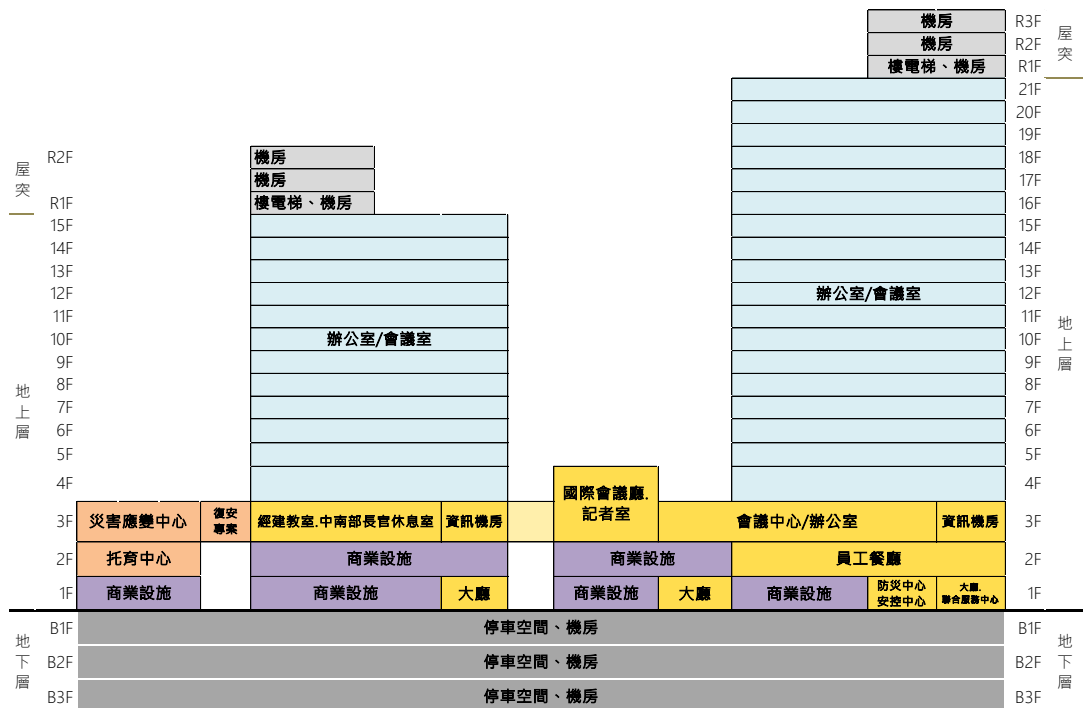 機房 R3F
機房 R2F
樓電梯、機房 R1F
屋突
21F
20F
19F
R2F 機房 18F
機房 17F
R1F 樓電梯、機房 16F
屋突
15F 15F
14F 14F
13F 13F
12F 辦公室/會議室 12F
11F 11F
10F 辦公室/會議室 10F
9F 9F
8F 8F
7F 7F
6F 6F
5F 5F
4F 4F
地上層
地上層
國際會議廳.
記者室
3F 災害應變中心 復安 專案 經建教室.中南部長官休息室 資訊機房 會議中心/辦公室 資訊機房 3F
2F 托育中心 商業設施 商業設施 員工餐廳 2F
1F 商業設施 商業設施 大廳 商業設施 大廳 商業設施 防災中心 安控中心 大廳. 聯合服務中心 1F
B1F 停車空間、機房 B1F
B2F 停車空間、機房 B2F
B3F 停車空間、機房 B3F
地下層
地下層